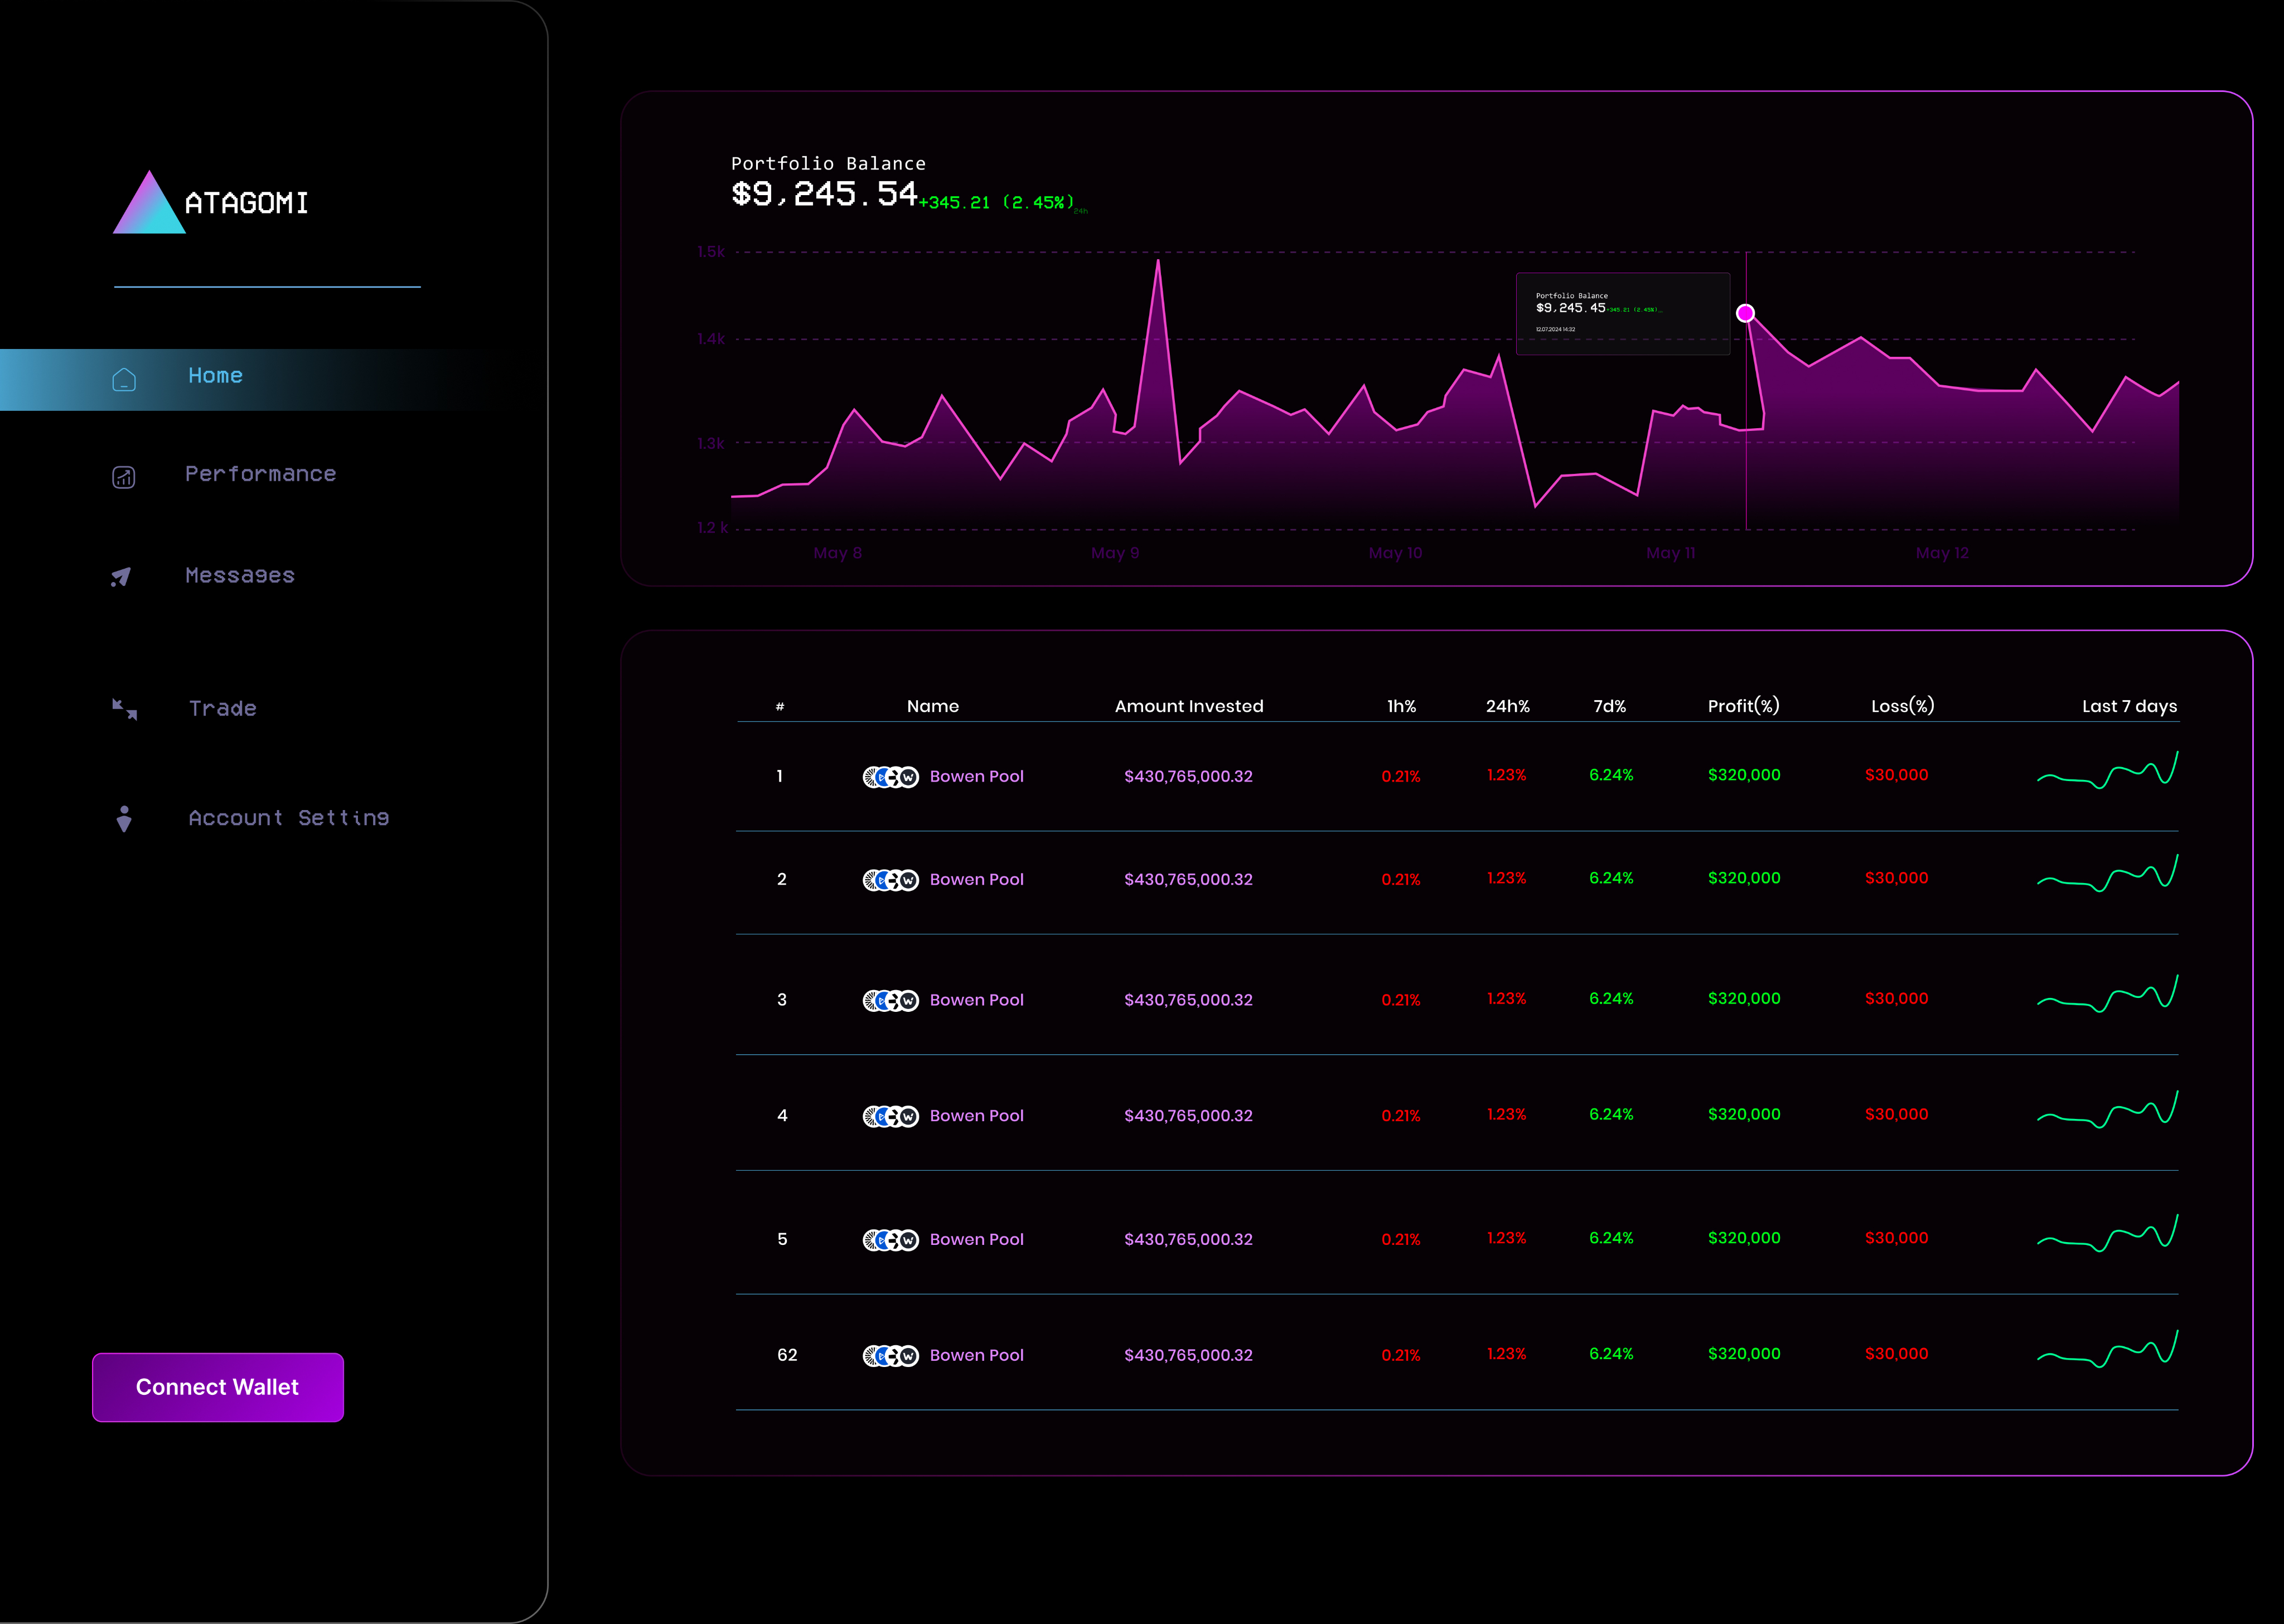 ATAGOMI
Home
Performance
Messages
Trade
Account Setting
Connect Wallet
Portfolio Balance
$9,245.54 +345.21 (2.45%) 24h
1.5k
1.4k
1.3k
1.2 k
Portfolio Balance
$9,245.45 +345.21 (2.45%)
12.07.2024 14:32
May 8 May 9 May 10 May 11 May 12
# Name Amount Invested 1h% 24h% 7d% Profit(%) Loss(%) Last 7 days
1 Bowen Pool $430,765,000.32 0.21% 1.23% 6.24% $320,000 $30,000
2 Bowen Pool $430,765,000.32 0.21% 1.23% 6.24% $320,000 $30,000
3 Bowen Pool $430,765,000.32 0.21% 1.23% 6.24% $320,000 $30,000
4 Bowen Pool $430,765,000.32 0.21% 1.23% 6.24% $320,000 $30,000
5 Bowen Pool $430,765,000.32 0.21% 1.23% 6.24% $320,000 $30,000
62 Bowen Pool $430,765,000.32 0.21% 1.23% 6.24% $320,000 $30,000